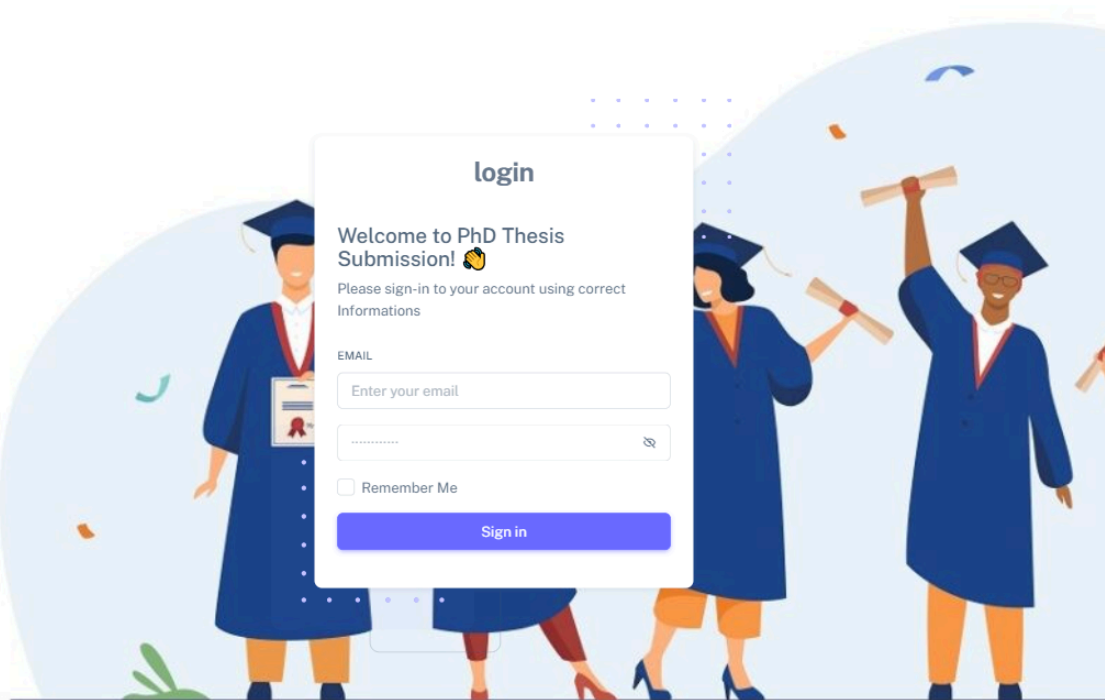 login
Welcome to PhD Thesis
Submission! 👋
Please sign-in to your account using correct
Informations
EMAIL
Enter your email
············
Remember Me
Sign in